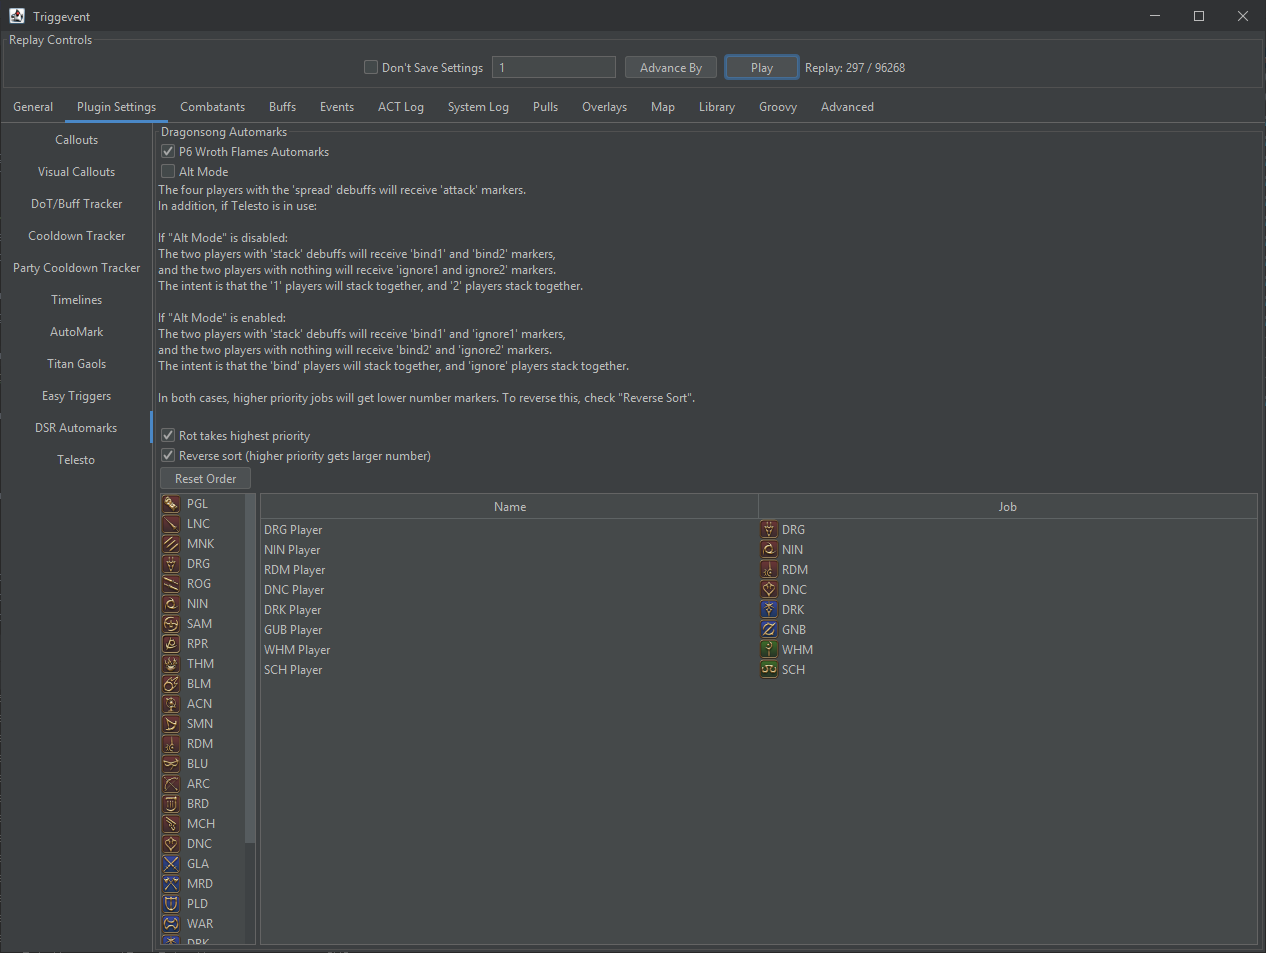 Triggevent
Replay Controls
Don't Save Settings 1 Advance By Play Replay: 297 / 96268
General Plugin Settings Combatants Buffs Events ACT Log System Log Pulls Overlays Map Library Groovy Advanced
Callouts
Visual Callouts
DoT/Buff Tracker
Cooldown Tracker
Party Cooldown Tracker
Timelines
AutoMark
Titan Gaols
Easy Triggers
DSR Automarks
Telesto
Dragonsong Automarks
P6 Wroth Flames Automarks
Alt Mode
The four players with the 'spread' debuffs will receive 'attack' markers.
In addition, if Telesto is in use:
If "Alt Mode" is disabled:
The two players with 'stack' debuffs will receive 'bind1' and 'bind2' markers,
and the two players with nothing will receive 'ignore1 and ignore2' markers.
The intent is that the '1' players will stack together, and '2' players stack together.
If "Alt Mode" is enabled:
The two players with 'stack' debuffs will receive 'bind1' and 'ignore1' markers,
and the two players with nothing will receive 'bind2' and 'ignore2' markers.
The intent is that the 'bind' players will stack together, and 'ignore' players stack together.
In both cases, higher priority jobs will get lower number markers. To reverse this, check "Reverse Sort".
Rot takes highest priority
Reverse sort (higher priority gets larger number)
Reset Order
PGL
LNC
MNK
DRG
ROG
NIN
SAM
RPR
THM
BLM
ACN
SMN
RDM
BLU
ARC
BRD
MCH
DNC
GLA
MRD
PLD
WAR
DRK
Name Job
DRG Player DRG
NIN Player NIN
RDM Player RDM
DNC Player DNC
DRK Player DRK
GUB Player GNB
WHM Player WHM
SCH Player SCH